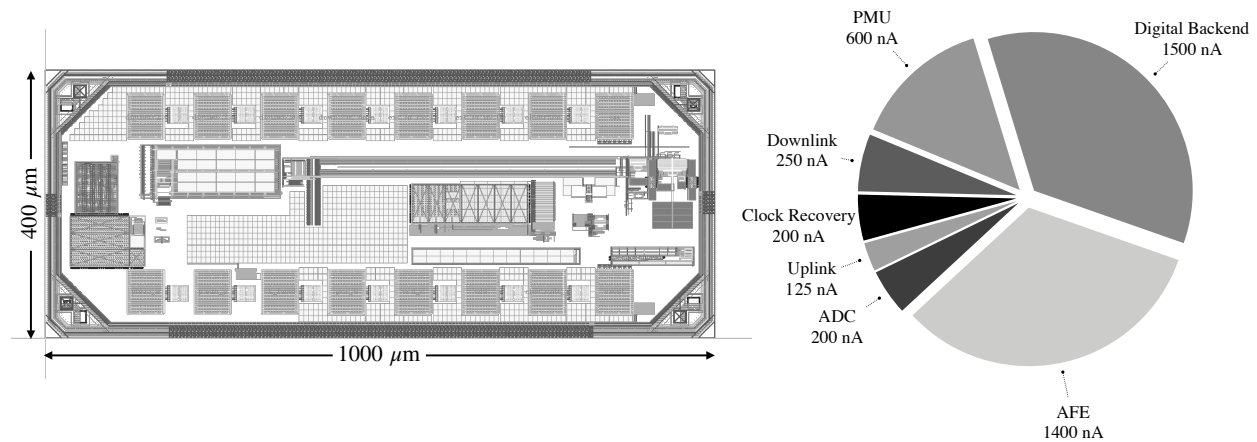 400 μm
1000 μm
PMU
600 nA
Digital Backend
1500 nA
Downlink
250 nA
Clock Recovery
200 nA
Uplink
125 nA
ADC
200 nA
AFE
1400 nA